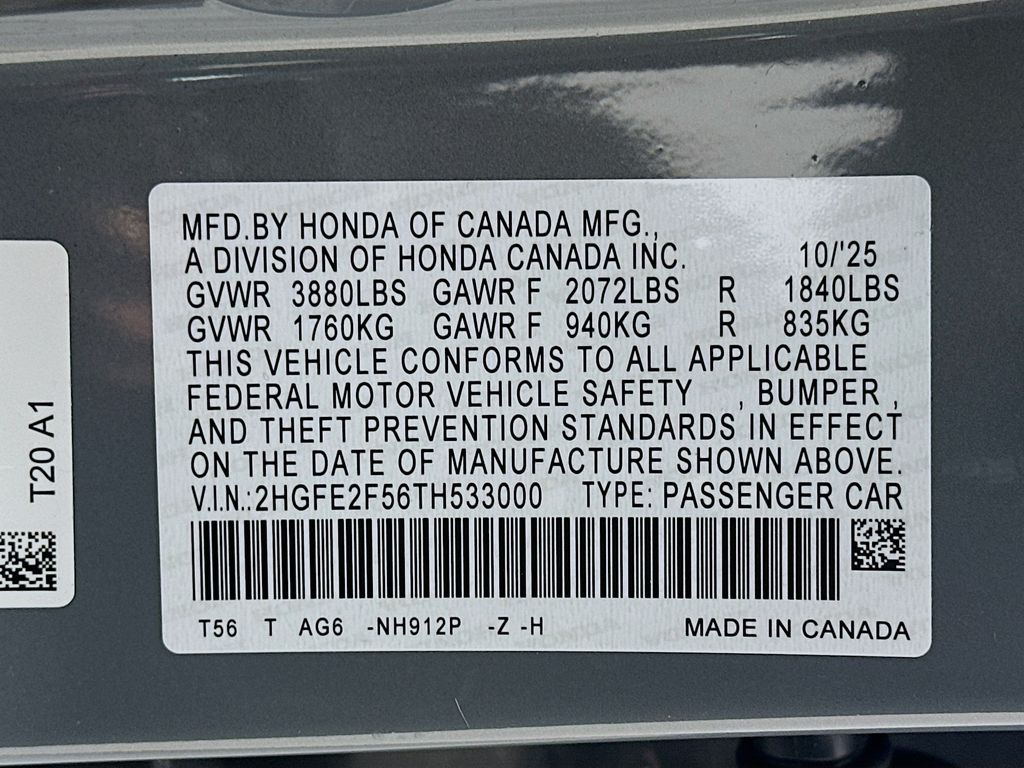 MFD.BY HONDA OF CANADA MFG.,
A DIVISION OF HONDA CANADA INC. 10/'25
GVWR 3880LBS GAWR F 2072LBS R 1840LBS
GVWR 1760KG GAWR F 940KG R 835KG
THIS VEHICLE CONFORMS TO ALL APPLICABLE
FEDERAL MOTOR VEHICLE SAFETY , BUMPER ,
AND THEFT PREVENTION STANDARDS IN EFFECT
ON THE DATE OF MANUFACTURE SHOWN ABOVE.
V.I.N.:2HGFE2F56TH533000 TYPE: PASSENGER CAR
T56 T AG6 -NH912P -Z -H MADE IN CANADA
T20 A1